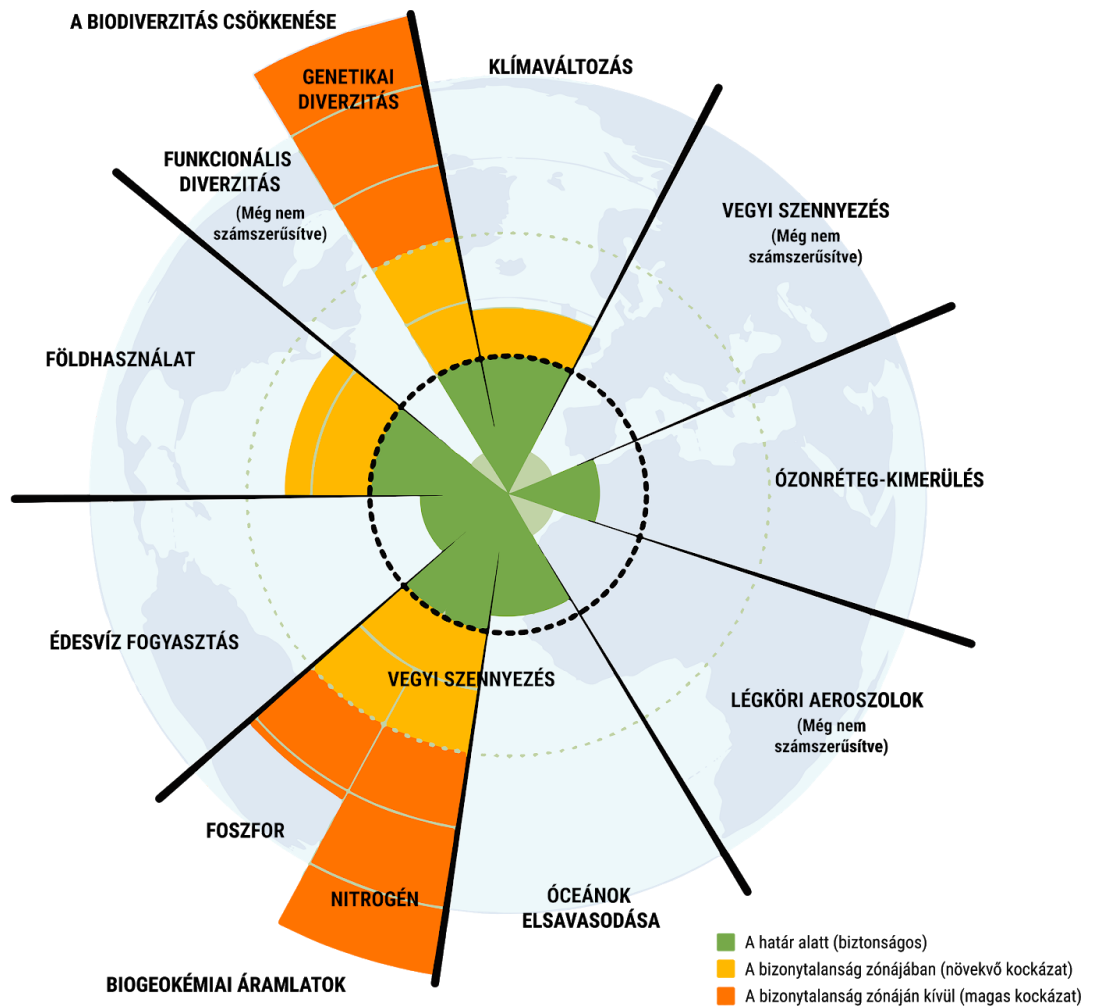 A BIODIVERZITÁS CSÖKKENÉSE
GENETIKAI
DIVERZITÁS
KLÍMAVÁLTOZÁS
FUNKCIONÁLIS
DIVERZITÁS
(Még nem
számszerűsítve)
VEGYI SZENNYEZÉS
(Még nem
számszerűsítve)
FÖLDHASZNÁLAT
ÓZONRÉTEG-KIMERÜLÉS
ÉDESVÍZ FOGYASZTÁS
VEGYI SZENNYEZÉS
LÉGKÖRI AEROSZOLOK
(Még nem
számszerűsítve)
FOSZFOR
NITROGÉN
ÓCEÁNOK
ELSAVASODÁSA
BIOGEOKÉMIAI ÁRAMLATOK
A határ alatt (biztonságos)
A bizonytalanság zónájában (növekvő kockázat)
A bizonytalanság zónáján kívül (magas kockázat)